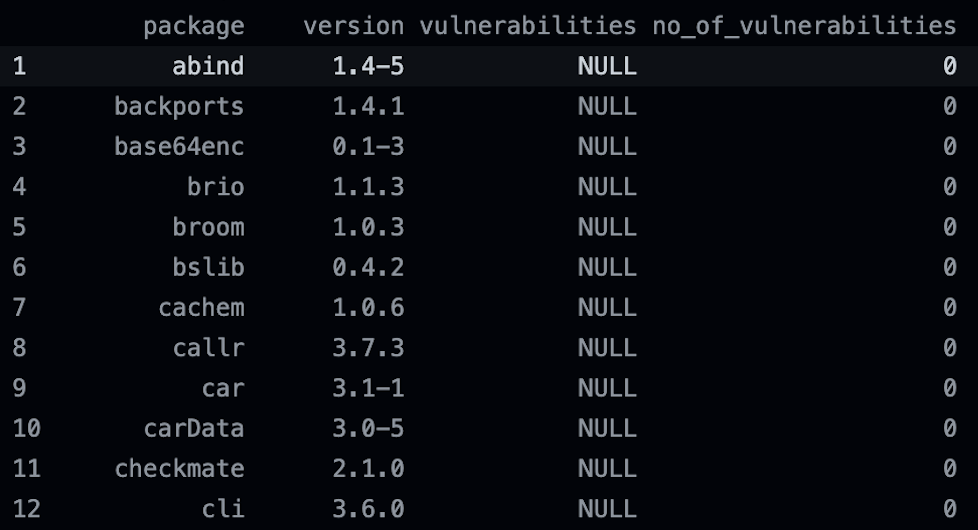 package version vulnerabilities no_of_vulnerabilities
1 abind 1.4-5 NULL 0
2 backports 1.4.1 NULL 0
3 base64enc 0.1-3 NULL 0
4 brio 1.1.3 NULL 0
5 broom 1.0.3 NULL 0
6 bslib 0.4.2 NULL 0
7 cachem 1.0.6 NULL 0
8 callr 3.7.3 NULL 0
9 car 3.1-1 NULL 0
10 carData 3.0-5 NULL 0
11 checkmate 2.1.0 NULL 0
12 cli 3.6.0 NULL 0